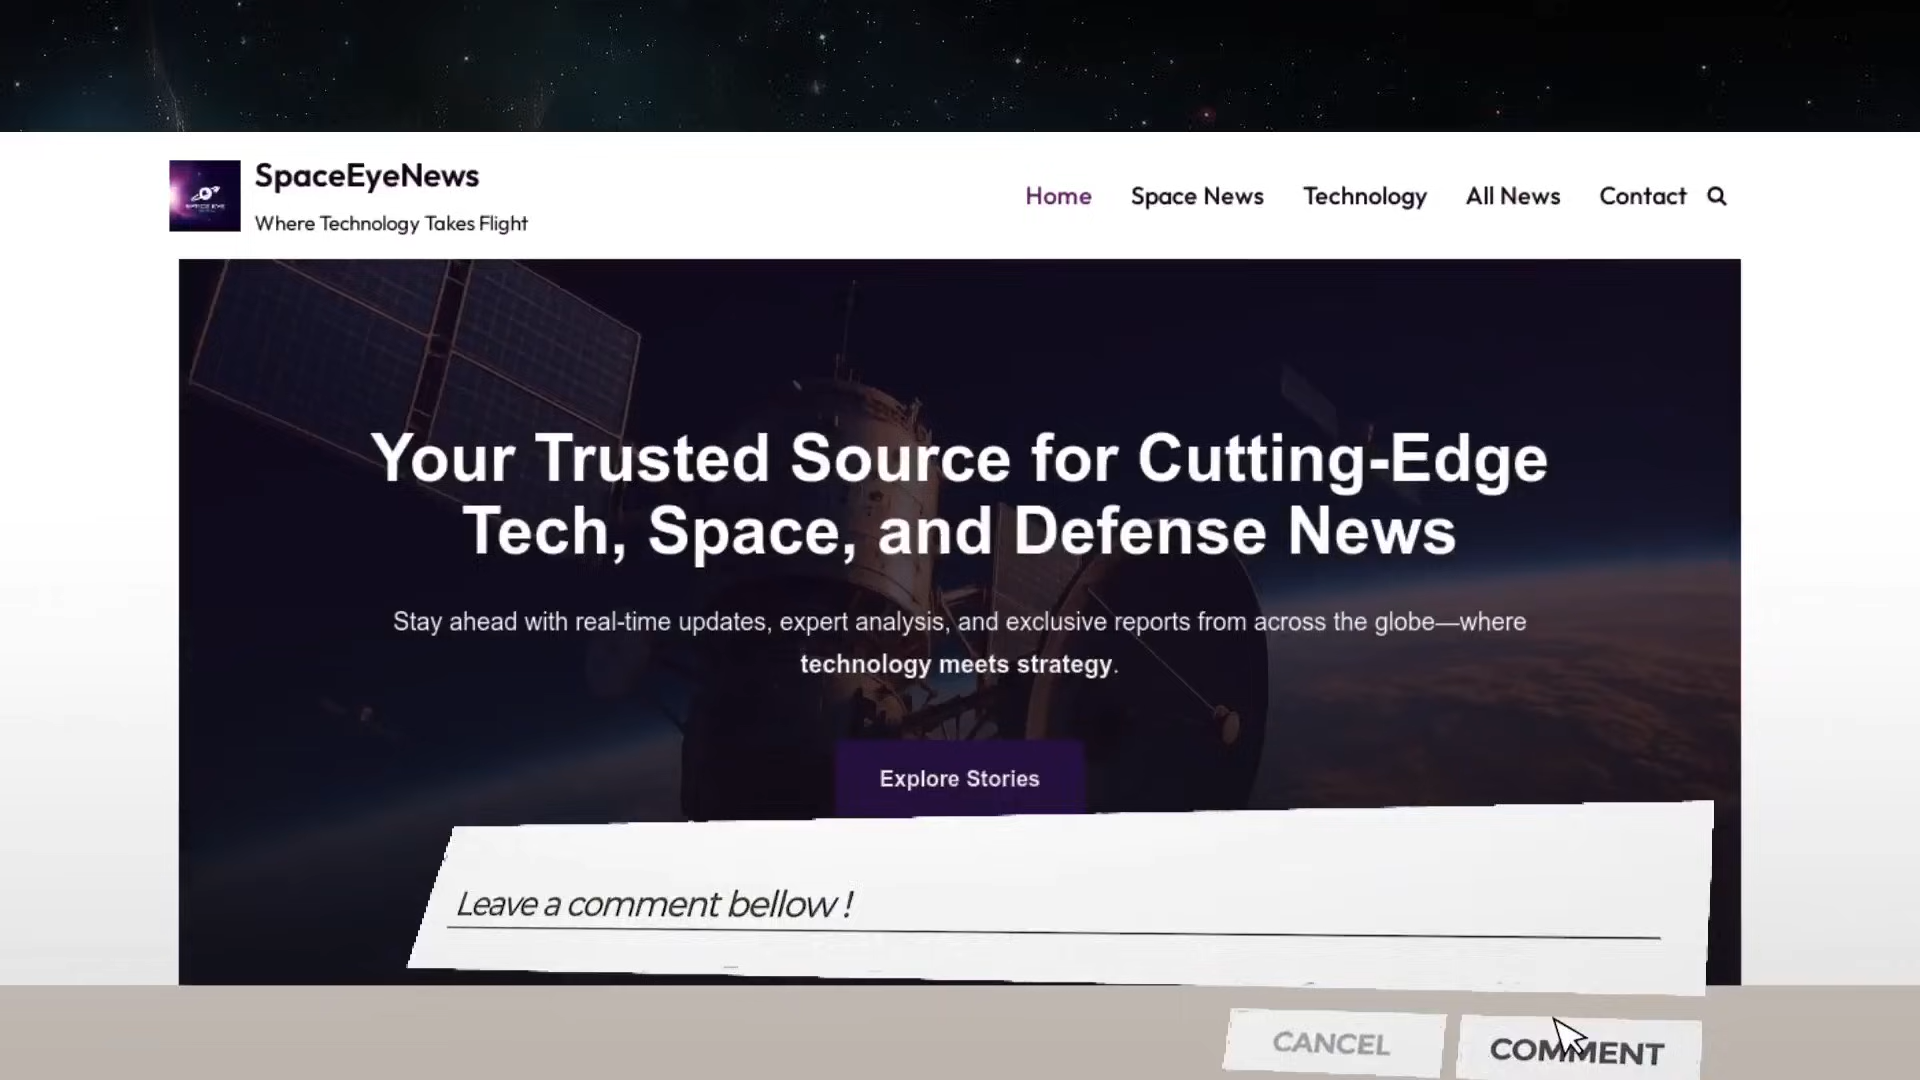 SpaceEyeNews
Where Technology Takes Flight
Home Space News Technology All News Contact
Your Trusted Source for Cutting-Edge
Tech, Space, and Defense News
Stay ahead with real-time updates, expert analysis, and exclusive reports from across the globe—where
technology meets strategy.
Explore Stories
Leave a comment bellow !
CANCEL COMMENT